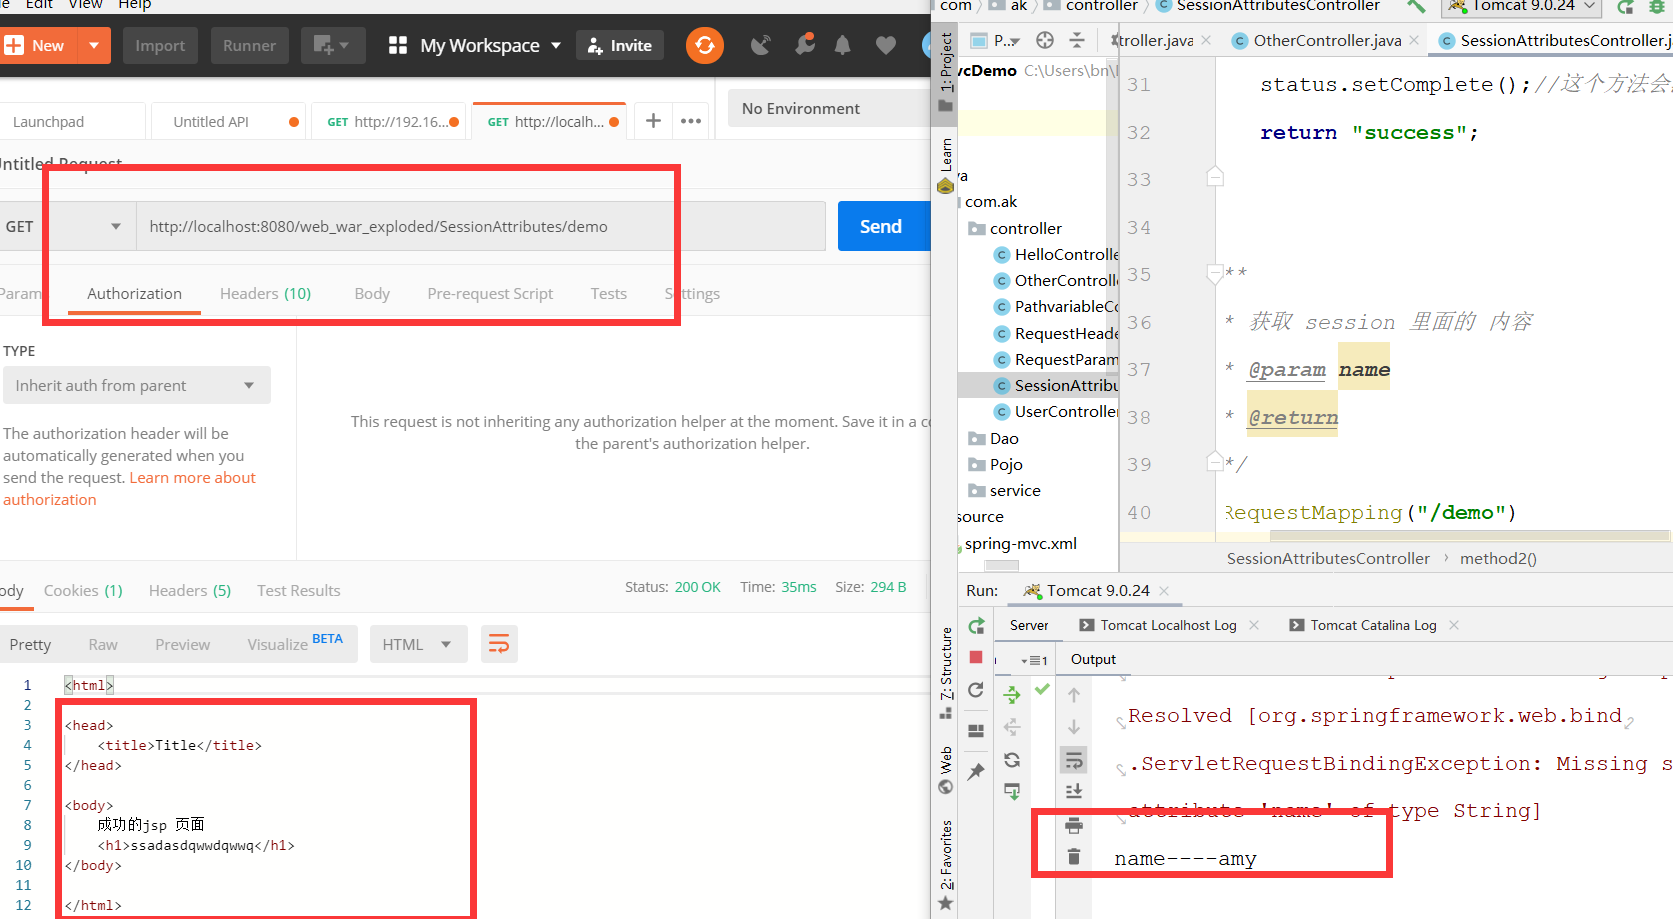 Edit View Help
New Import Runner My Workspace Invite
Launchpad Untitled API GET http://192.16... GET http://localh... + ••• No Environment
Untitled Request
GET http://localhost:8080/web_war_exploded/SessionAttributes/demo Send
Param Authorization Headers (10) Body Pre-request Script Tests Settings
TYPE
Inherit auth from parent
The authorization header will be
automatically generated when you
send the request. Learn more about
authorization
This request is not inheriting any authorization helper at the moment. Save it in a co
the parent's authorization helper.
ody Cookies (1) Headers (5) Test Results Status: 200 OK Time: 35ms Size: 294 B
Pretty Raw Preview Visualize BETA HTML
1 <html>
2
3 <head>
4 <title>Title</title>
5 </head>
6
7 <body>
8 成功的jsp 页面
9 <h1>ssadasdqwwdqwwq</h1>
10 </body>
11
12 </html>
com ak controller SessionAttributesController Tomcat 9.0.24
P... troller.java OtherController.java SessionAttributesController.j
1: Project
Learn
7: Structure
Web
2: Favorites
vcDemo C:\Users\bn\
va
com.ak
controller
HelloControlle
OtherControlle
PathvariableCo
RequestHeade
RequestParam
SessionAttribu
UserController
Dao
Pojo
service
source
spring-mvc.xml
31 status.setComplete();//这个方法会
32 return "success";
33
34
35 **
36 * 获取 session 里面的 内容
37 * @param name
38 * @return
39 */
40 RequestMapping("/demo")
SessionAttributesController › method2()
Run: Tomcat 9.0.24
Server Tomcat Localhost Log Tomcat Catalina Log
1 Output
Resolved [org.springframework.web.bind
.ServletRequestBindingException: Missing s
attribute 'name' of type String]
name----amy